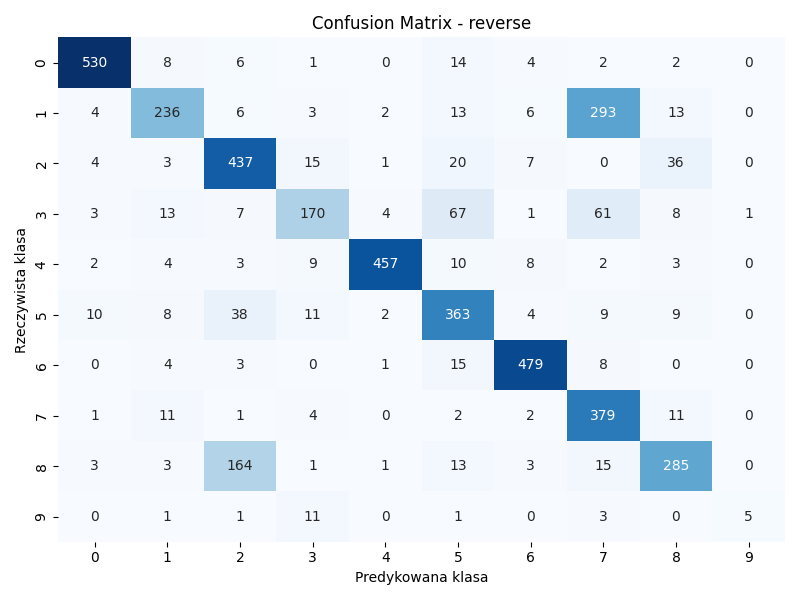 Confusion Matrix - reverse
Rzeczywista klasa
0 530 8 6 1 0 14 4 2 2 0
1 4 236 6 3 2 13 6 293 13 0
2 4 3 437 15 1 20 7 0 36 0
3 3 13 7 170 4 67 1 61 8 1
4 2 4 3 9 457 10 8 2 3 0
5 10 8 38 11 2 363 4 9 9 0
6 0 4 3 0 1 15 479 8 0 0
7 1 11 1 4 0 2 2 379 11 0
8 3 3 164 1 1 13 3 15 285 0
9 0 1 1 11 0 1 0 3 0 5
0 1 2 3 4 5 6 7 8 9
Predykowana klasa